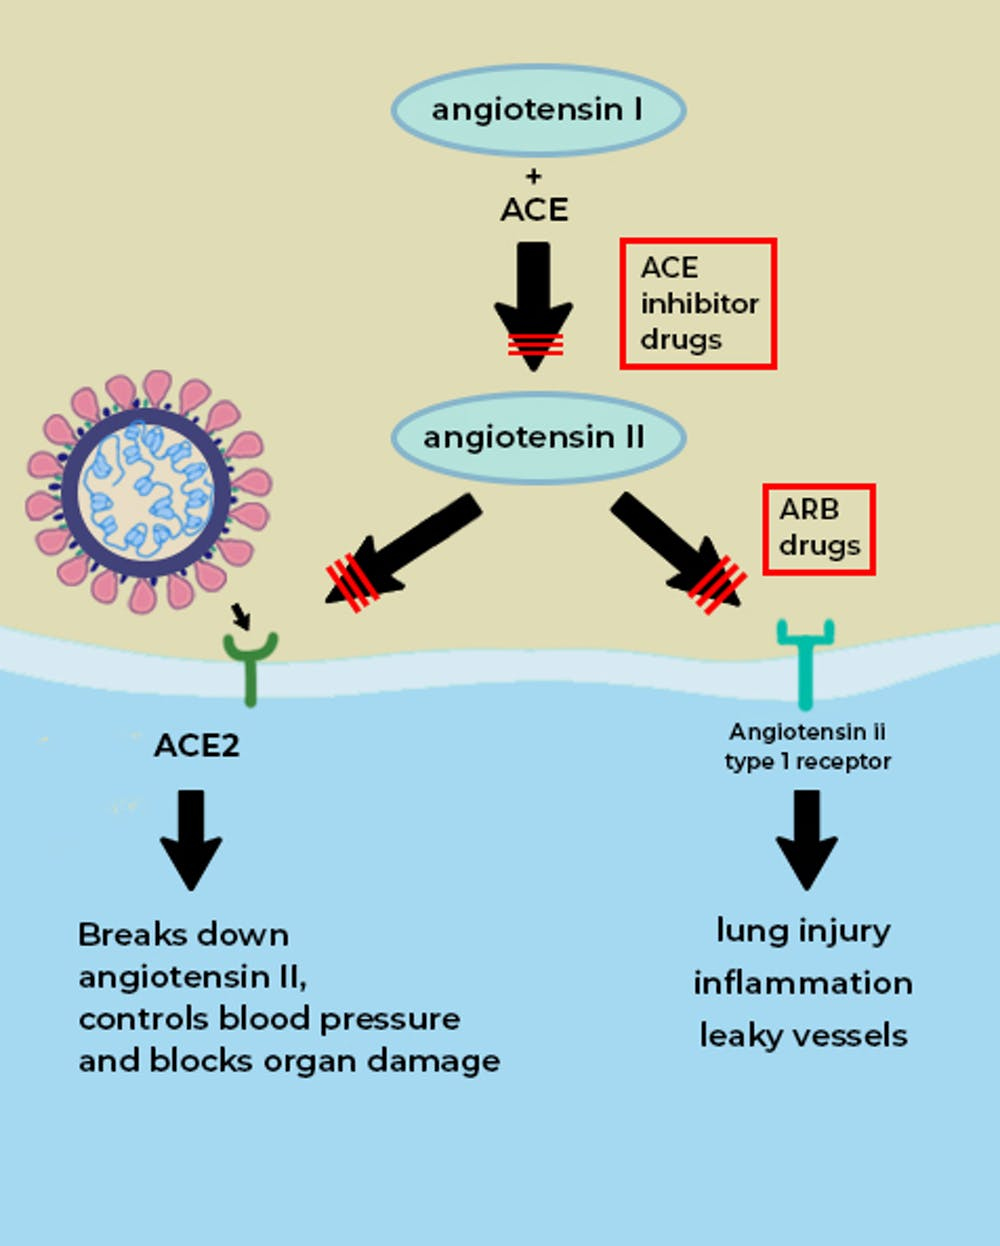 angiotensin I
+
ACE
ACE
inhibitor
drugs
angiotensin II
ARB
drugs
ACE2
Angiotensin ii
type 1 receptor
Breaks down
angiotensin II,
controls blood pressure
and blocks organ damage
lung injury
inflammation
leaky vessels